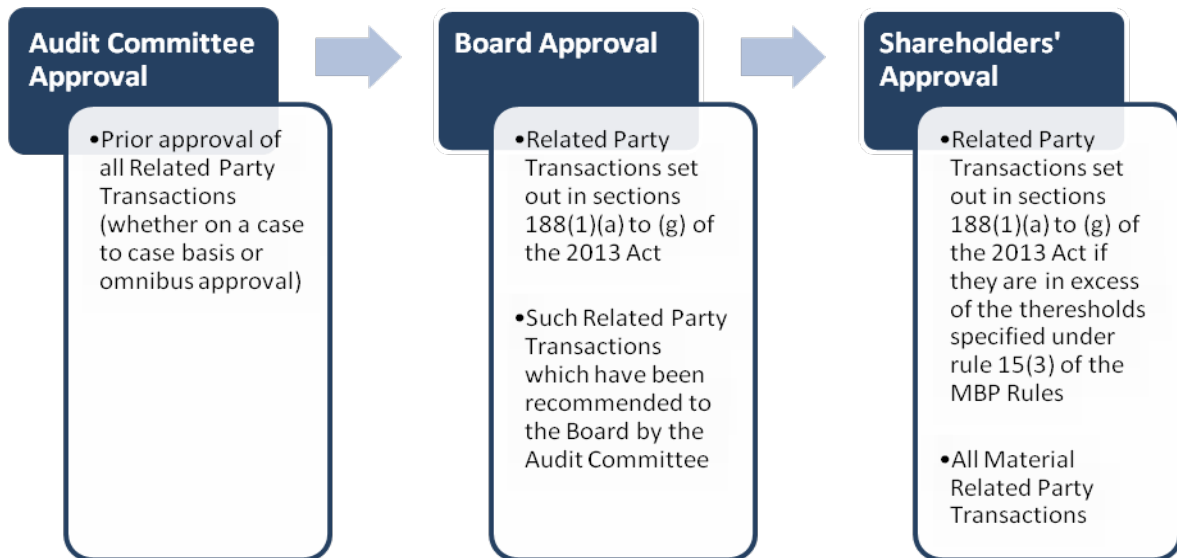 Audit Committee
Approval
•Prior approval of
all Related Party
Transactions
(whether on a case
to case basis or
omnibus approval)
Board Approval
•Related Party
Transactions set
out in sections
188(1)(a) to (g) of
the 2013 Act
•Such Related Party
Transactions
which have been
recommended to
the Board by the
Audit Committee
Shareholders'
Approval
•Related Party
Transactions set
out in sections
188(1)(a) to (g) of
the 2013 Act if
they are in excess
of the theresholds
specified under
rule 15(3) of the
MBP Rules
•All Material
Related Party
Transactions